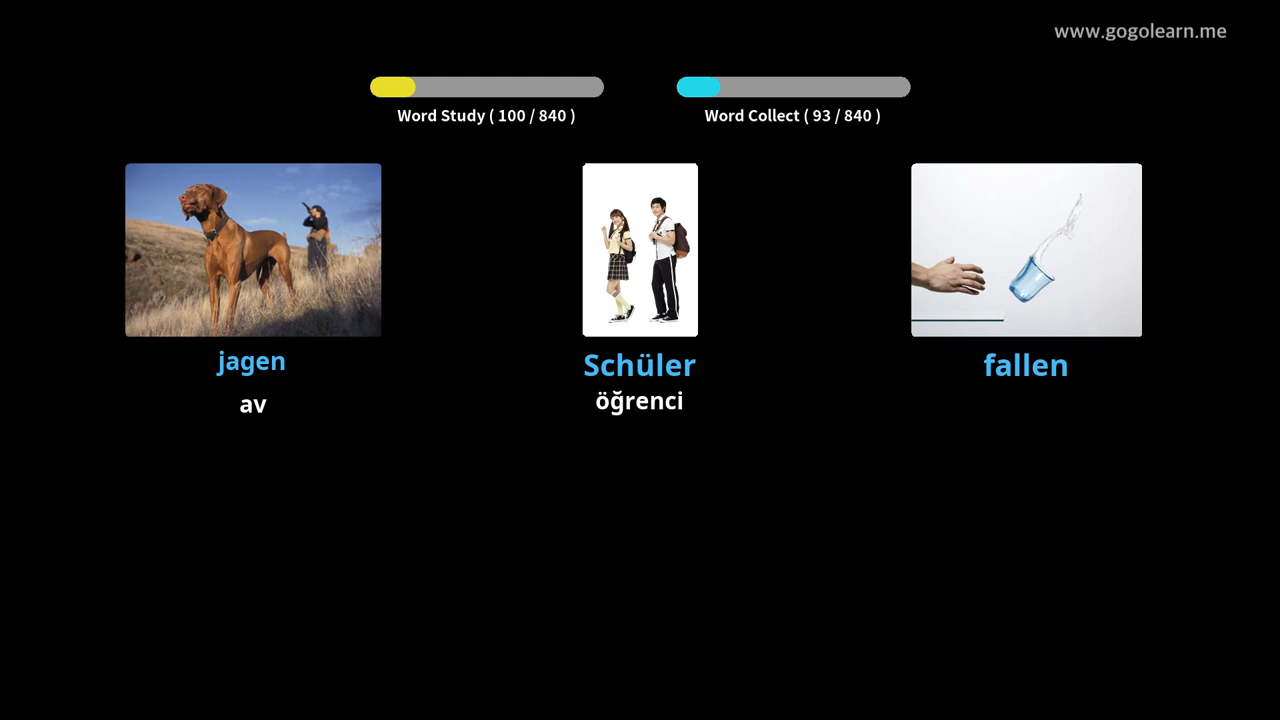 www.gogolearn.me
Word Study ( 100 / 840 )
Word Collect ( 93 / 840 )
jagen
av
Schüler
öğrenci
fallen